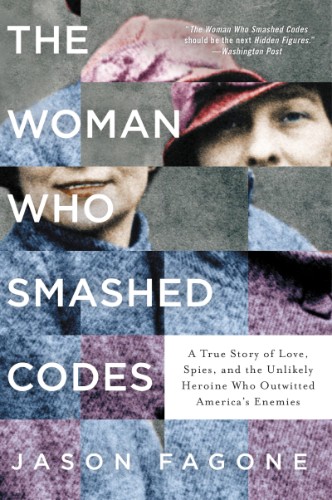 THE
"The Woman Who Smashed Codes
should be the next Hidden Figures."
—Washington Post
WOMAN
WHO
SMASHED
CODES
A True Story of Love,
Spies, and the Unlikely
Heroine Who Outwitted
America's Enemies
JASON FAGONE